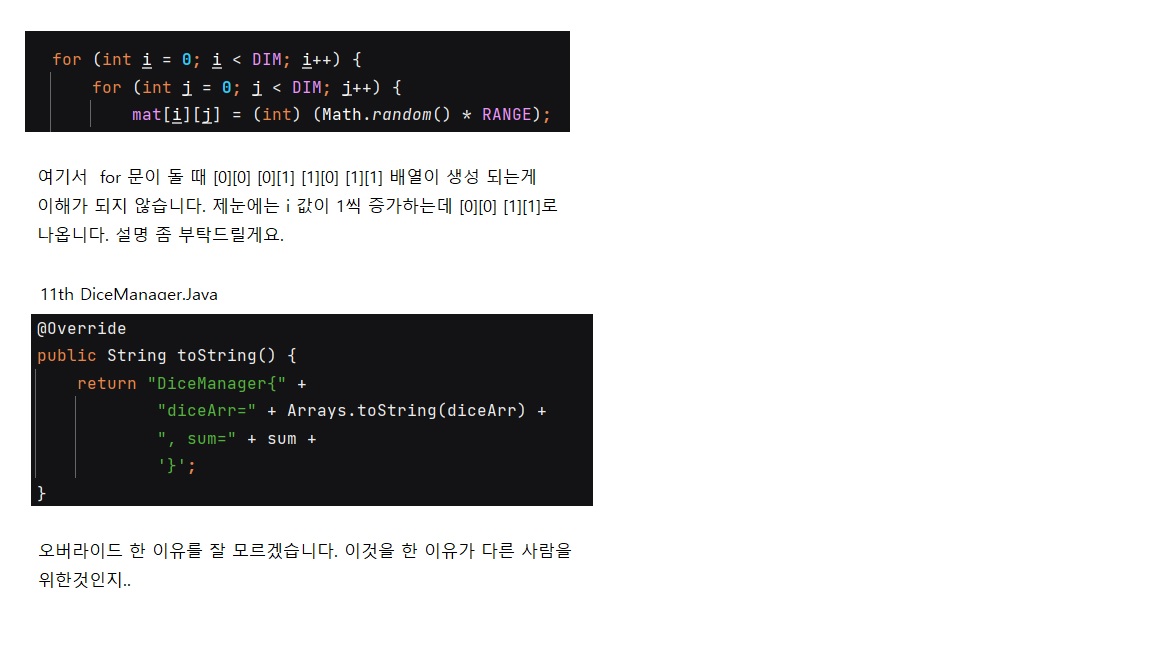 for (int i = 0; i < DIM; i++) {
for (int j = 0; j < DIM; j++) {
mat[i][j] = (int) (Math.random() * RANGE);
여기서 for 문이 돌 때 [0][0] [0][1] [1][0] [1][1] 배열이 생성 되는게
이해가 되지 않습니다. 제눈에는 i 값이 1씩 증가하는데 [0][0] [1][1]로
나옵니다. 설명 좀 부탁드릴게요.
11th DiceManager.Java
@Override
public String toString() {
return "DiceManager{" +
"diceArr=" + Arrays.toString(diceArr) +
", sum=" + sum +
'}';
}
오버라이드 한 이유를 잘 모르겠습니다. 이것을 한 이유가 다른 사람을
위한것인지..